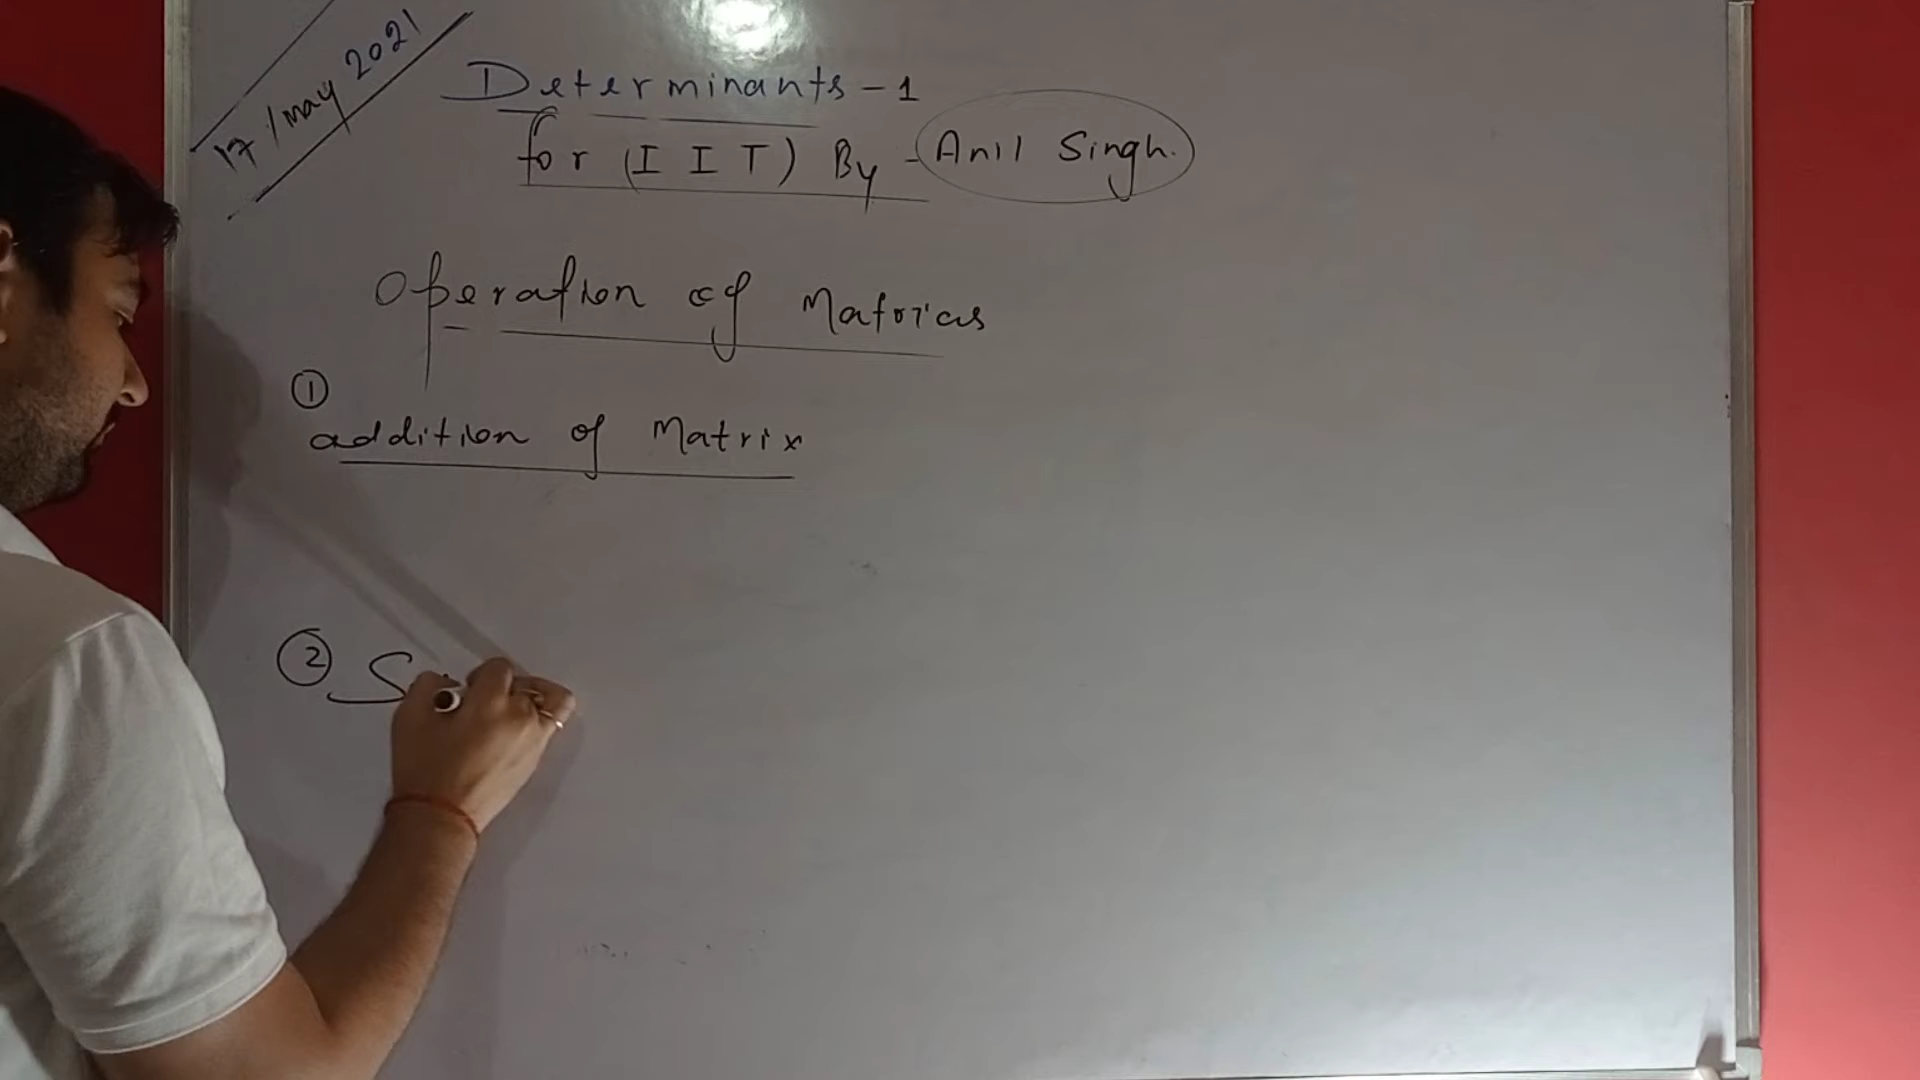 17/May 2021
Determinants-1
for (IIT) By - Anil Singh.
Operation of Matrices
①
addition of Matrix
② S